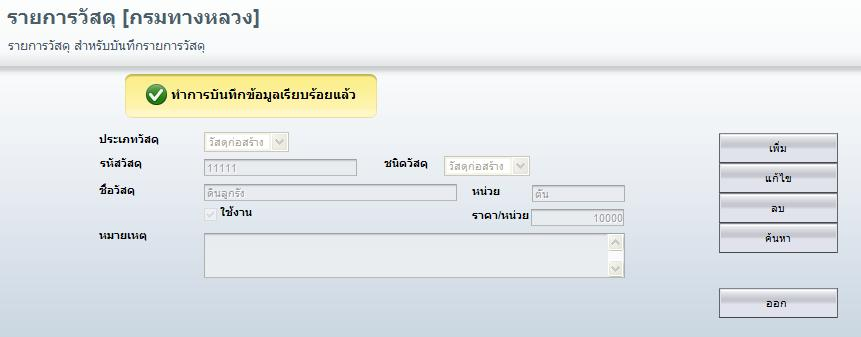 รายการวัสดุ [กรมทางหลวง]
รายการวัสดุ สำหรับบันทึกรายการวัสดุ
ทำการบันทึกข้อมูลเรียบร้อยแล้ว
ประเภทวัสดุ วัสดุก่อสร้าง
รหัสวัสดุ 11111 ชนิดวัสดุ วัสดุก่อสร้าง
ชื่อวัสดุ ดินลูกรัง หน่วย ตัน
ใช้งาน ราคา/หน่วย 10000
หมายเหตุ
เพิ่ม
แก้ไข
ลบ
ค้นหา
ออก